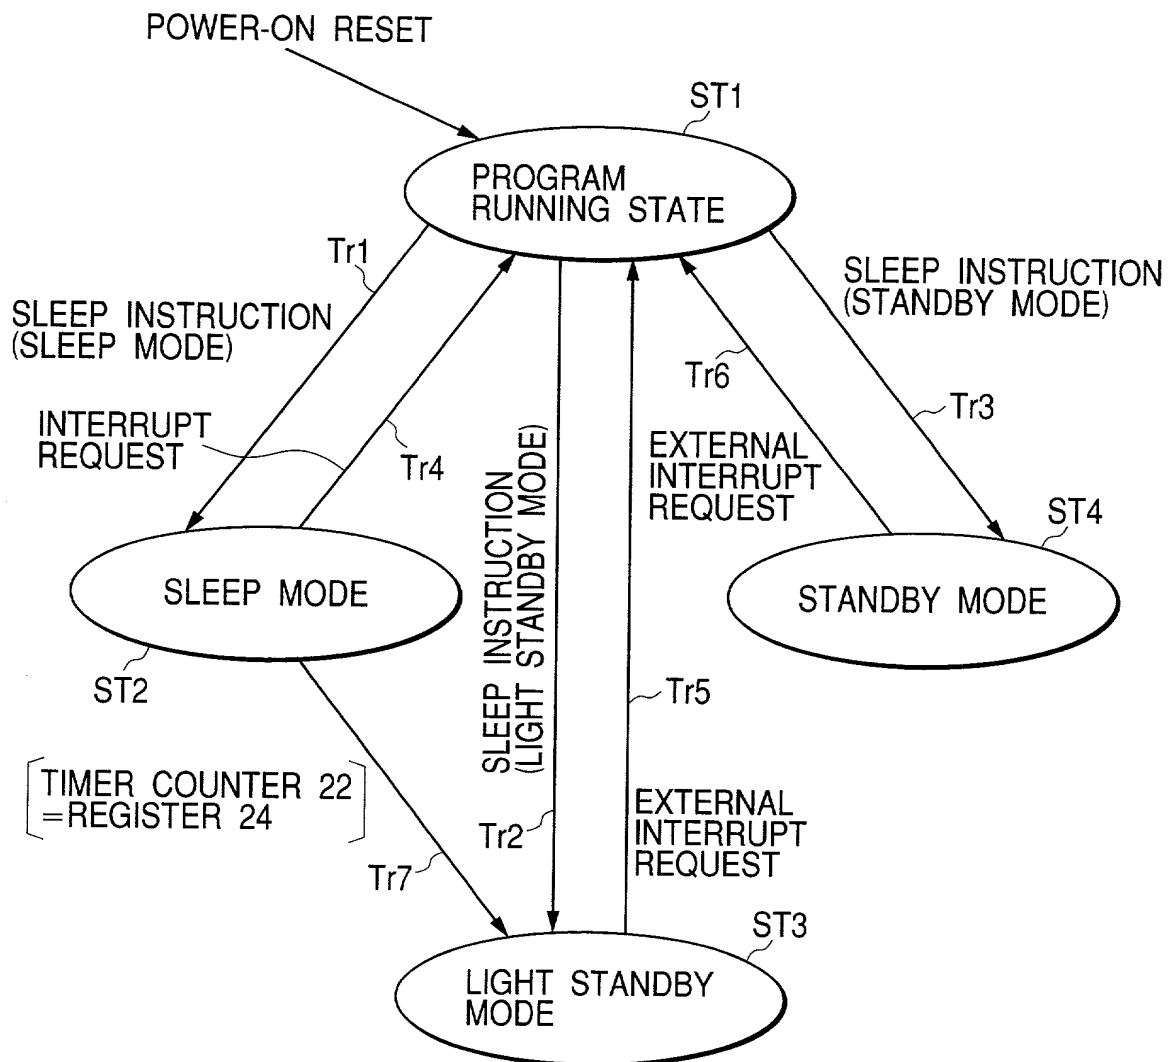 POWER-ON RESET
ST1
PROGRAM
RUNNING STATE
Tr1
SLEEP INSTRUCTION
(SLEEP MODE)
SLEEP INSTRUCTION
(STANDBY MODE)
Tr6
Tr3
INTERRUPT
REQUEST
Tr4
EXTERNAL
INTERRUPT
REQUEST
ST4
SLEEP MODE
STANDBY MODE
ST2
SLEEP INSTRUCTION
(LIGHT STANDBY MODE)
Tr5
TIMER COUNTER 22
=REGISTER 24
Tr7
Tr2
EXTERNAL
INTERRUPT
REQUEST
ST3
LIGHT STANDBY
MODE